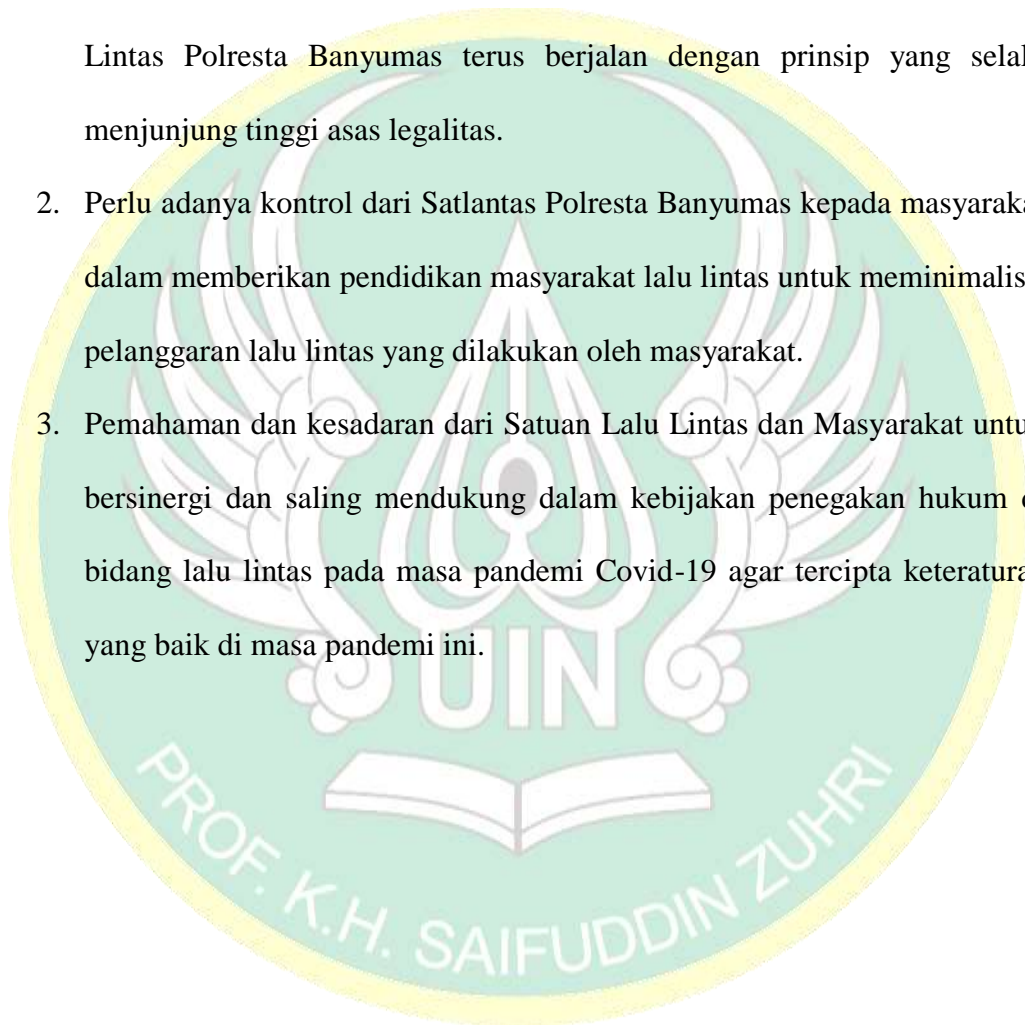 Lintas Polresta Banyumas terus berjalan dengan prinsip yang selal
menjunjung tinggi asas legalitas.
2. Perlu adanya kontrol dari Satlantas Polresta Banyumas kepada masyaraka
dalam memberikan pendidikan masyarakat lalu lintas untuk meminimalis
pelanggaran lalu lintas yang dilakukan oleh masyarakat.
3. Pemahaman dan kesadaran dari Satuan Lalu Lintas dan Masyarakat untu
bersinergi dan saling mendukung dalam kebijakan penegakan hukum
bidang lalu lintas pada masa pandemi Covid-19 agar tercipta keteratura
yang baik di masa pandemi ini.
UIN
PROF. K.H. SAIFUDDIN ZUHRI